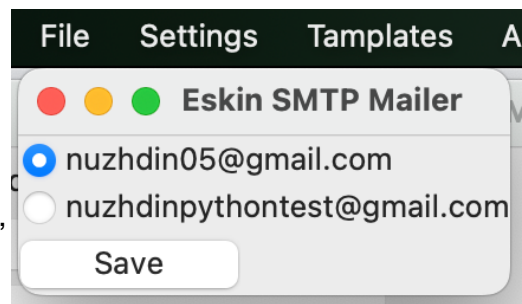 File Settings Tamplates A
Eskin SMTP Mailer
nuzhdin05@gmail.com
nuzhdinpythontest@gmail.com
Save